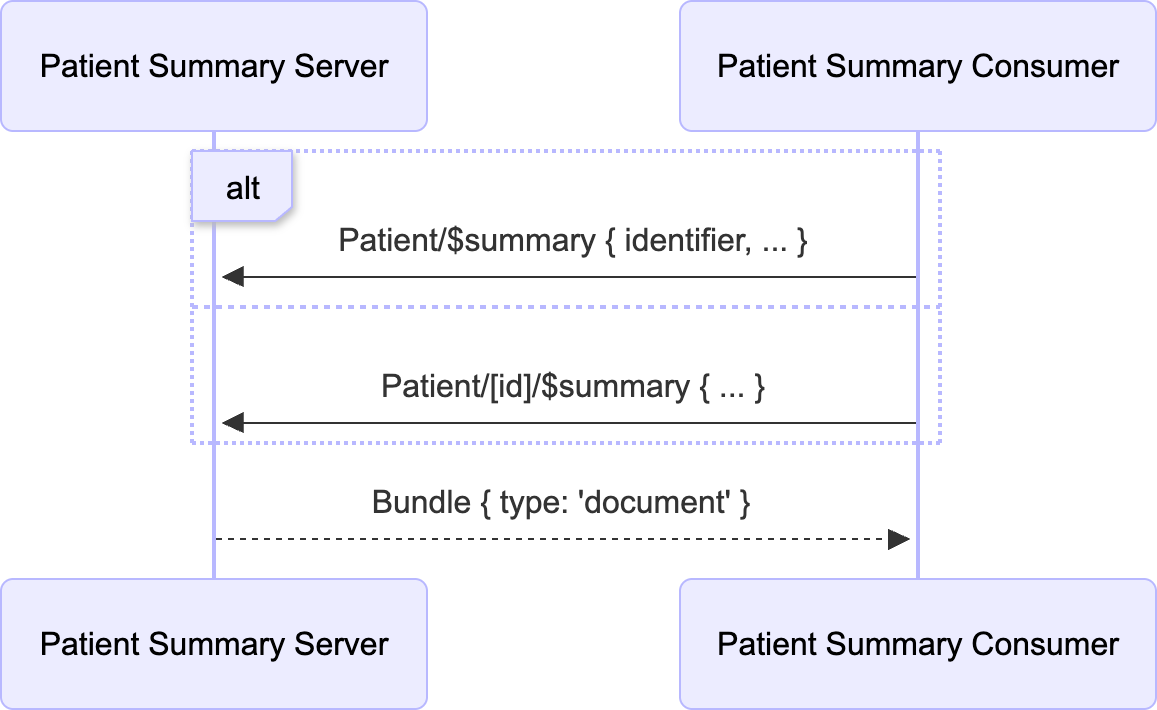 Patient Summary Server
Patient Summary Consumer
alt
Patient/$summary { identifier, ... }
Patient/[id]/$summary { ... }
Bundle { type: 'document' }
Patient Summary Server
Patient Summary Consumer